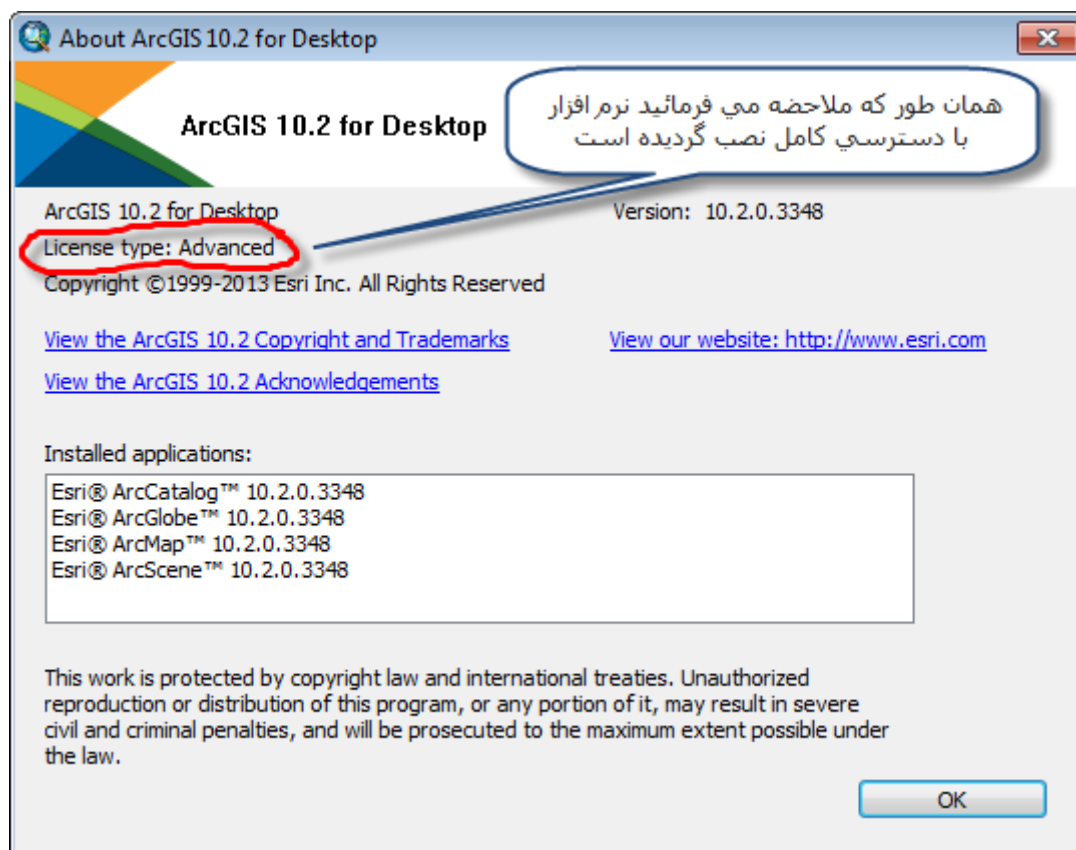 About ArcGIS 10.2 for Desktop
ArcGIS 10.2 for Desktop
همان طور که ملاحضه مي فرمائيد نرم افزار
با دسترسي کامل نصب گرديده است
ArcGIS 10.2 for Desktop
Version: 10.2.0.3348
License type: Advanced
Copyright ©1999-2013 Esri Inc. All Rights Reserved
View the ArcGIS 10.2 Copyright and Trademarks
View our website: http://www.esri.com
View the ArcGIS 10.2 Acknowledgements
Installed applications:
Esri® ArcCatalog™ 10.2.0.3348
Esri® ArcGlobe™ 10.2.0.3348
Esri® ArcMap™ 10.2.0.3348
Esri® ArcScene™ 10.2.0.3348
This work is protected by copyright law and international treaties. Unauthorized
reproduction or distribution of this program, or any portion of it, may result in severe
civil and criminal penalties, and will be prosecuted to the maximum extent possible under
the law.
OK